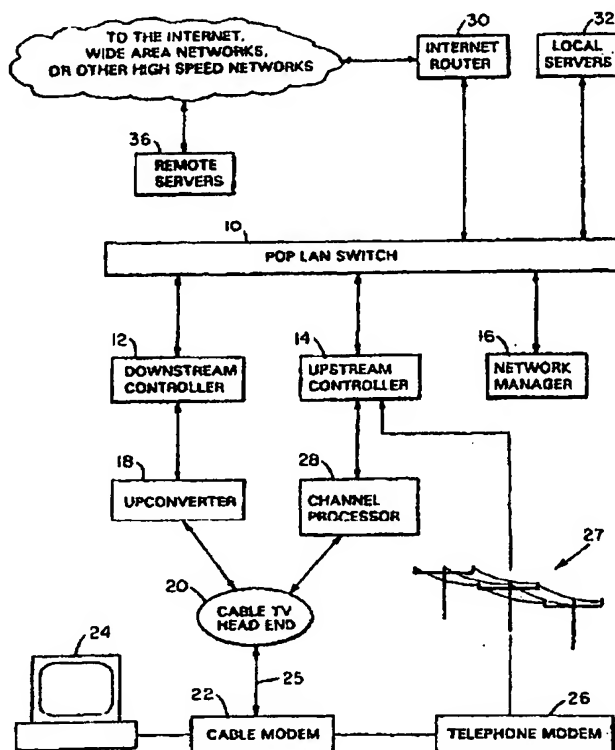 TO THE INTERNET,
WIDE AREA NETWORKS,
OR OTHER HIGH SPEED NETWORKS
30
INTERNET
ROUTER
32
LOCAL
SERVERS
36
REMOTE
SERVERS
10
POP LAN SWITCH
12
DOWNSTREAM
CONTROLLER
14
UPSTREAM
CONTROLLER
16
NETWORK
MANAGER
18
UPCONVERTER
28
CHANNEL
PROCESSOR
20
CABLE TV
HEAD END
27
24
25
22
CABLE MODEM
26
TELEPHONE MODEM